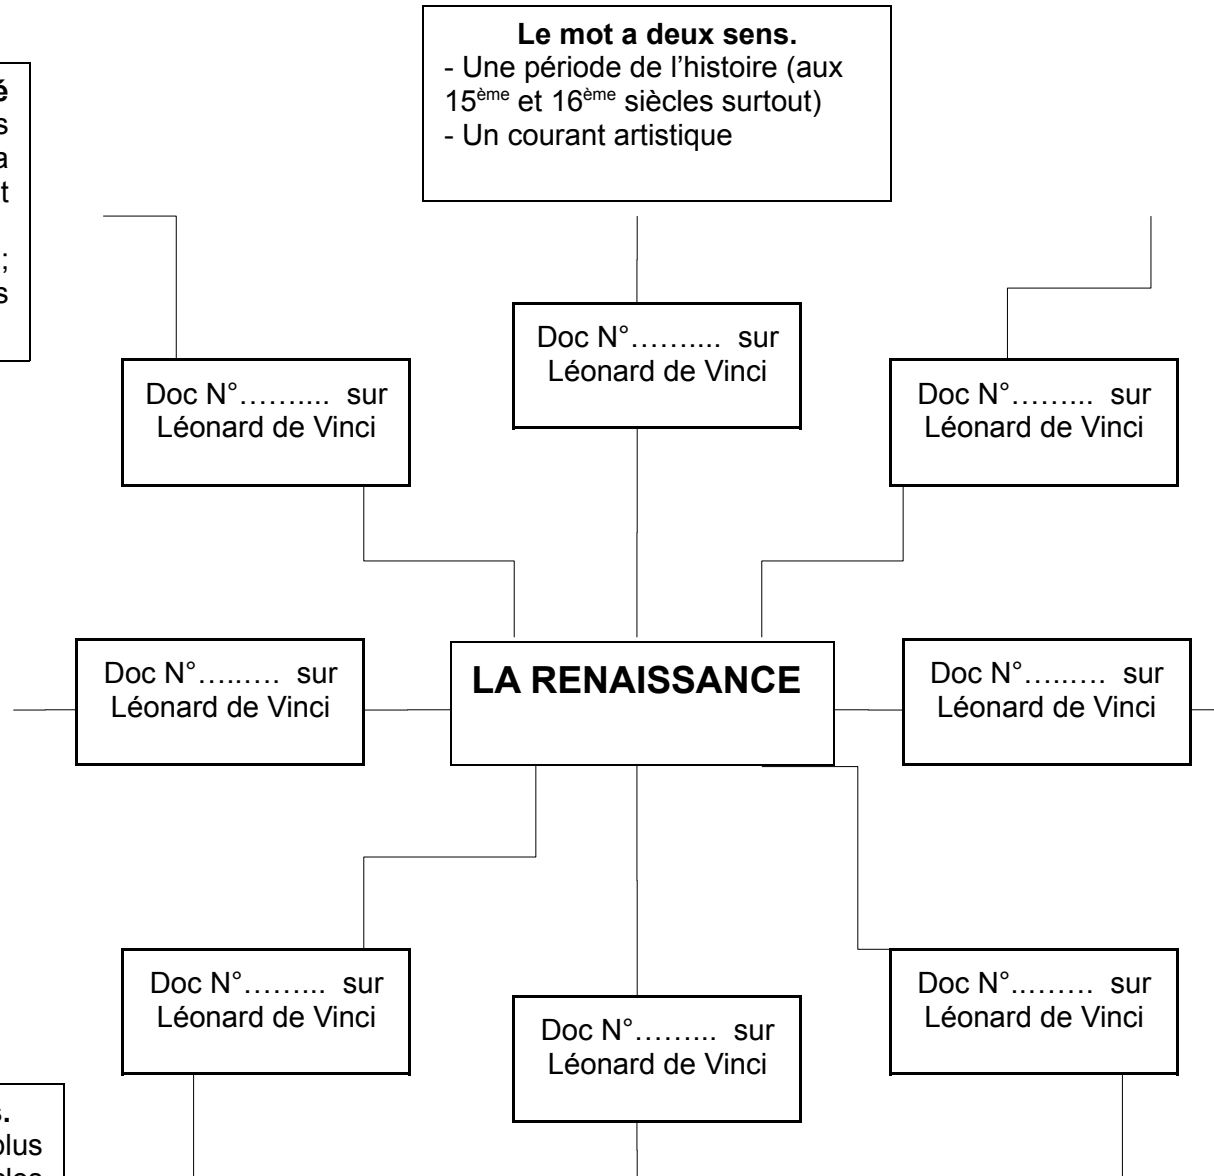 Le mot a deux sens.
- Une période de l’histoire (aux
15ème et 16ème siècles surtout)
- Un courant artistique
é
s
a
t
;
s
Doc N°…….... sur
Léonard de Vinci
Doc N°…….... sur
Léonard de Vinci
Doc N°……... sur
Léonard de Vinci
Doc N°…..…. sur
Léonard de Vinci
LA RENAISSANCE
Doc N°…..…. sur
Léonard de Vinci
Doc N°……... sur
Léonard de Vinci
Doc N°……... sur
Léonard de Vinci
Doc N°..……. sur
Léonard de Vinci
s.
plus